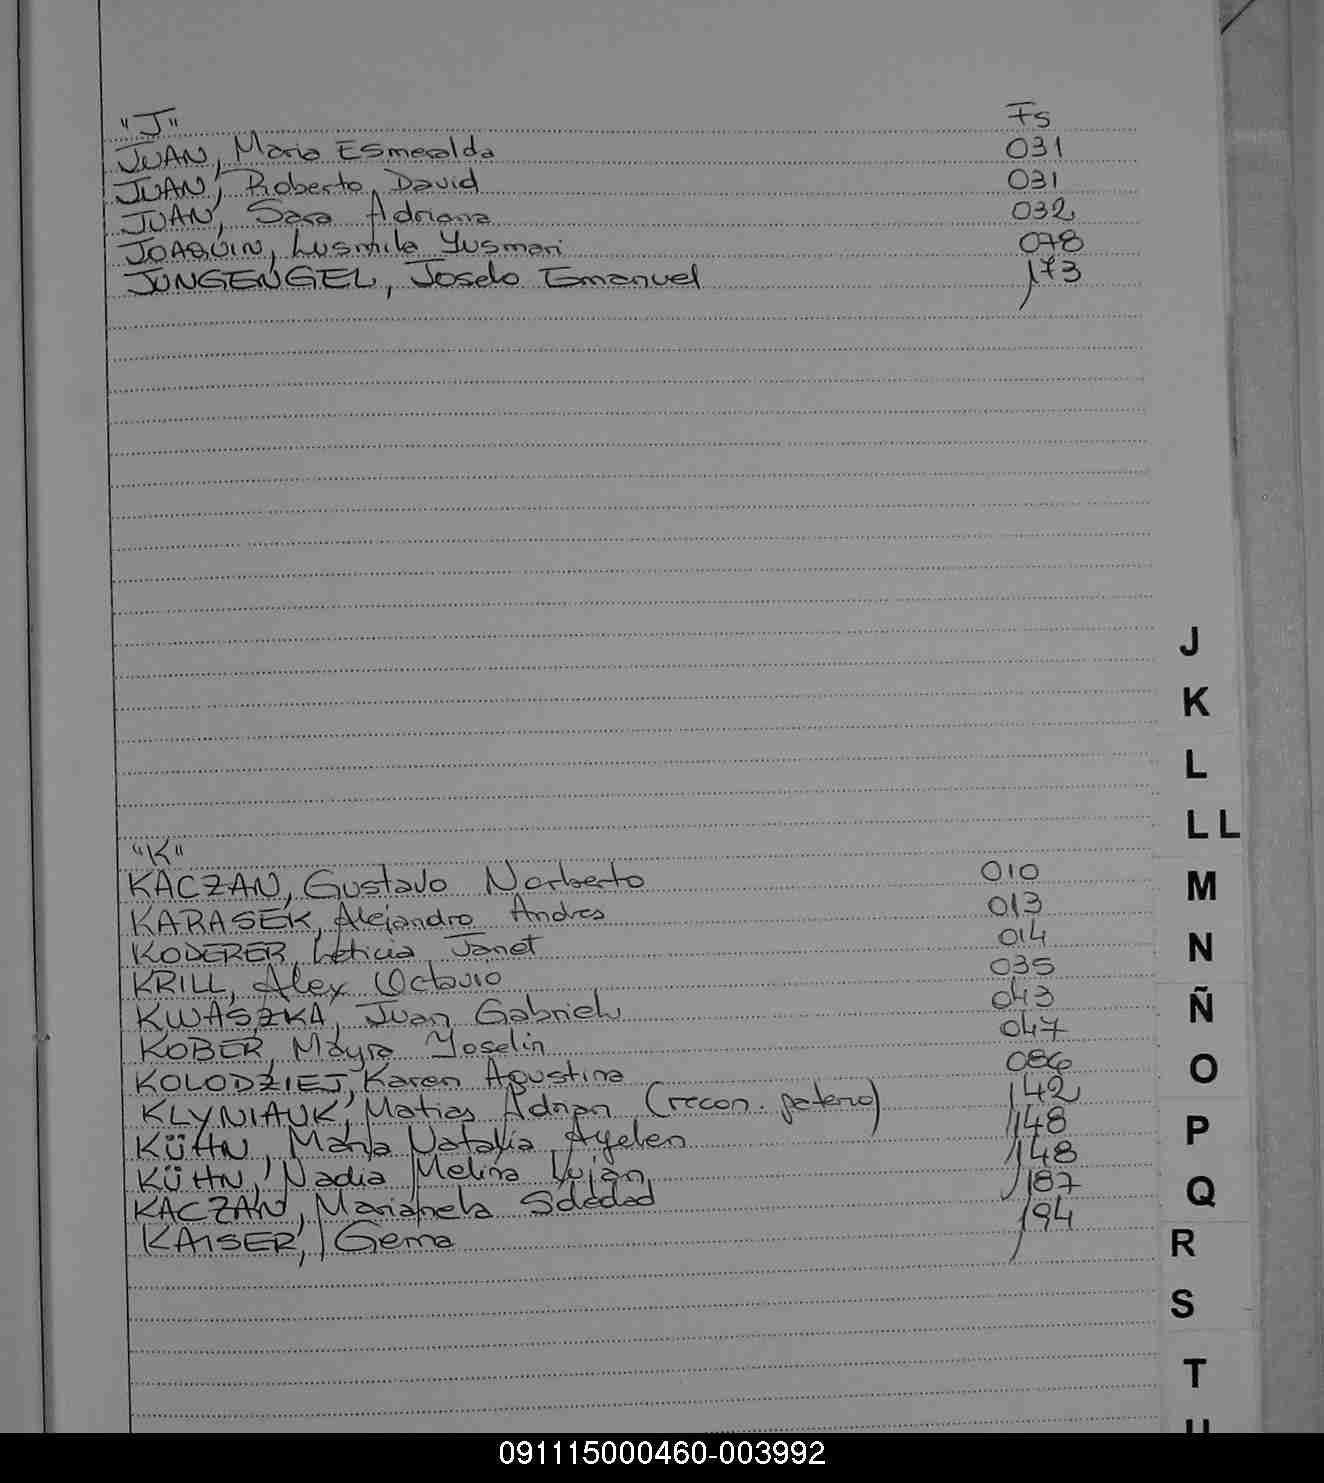 "J" Fs
JUAN, Maria Esmeralda 031
JUAN, Roberto David 031
JUAN, Sara Adriana 032
JOAQUIN, Lusmila Yusmari 078
JUNGENGEL, Joselo Emanuel 173
"K"
KACZAN, Gustavo Norberto 010
KARASEK, Alejandro Andres 013
KODERER, Leticia Janet 014
KRILL, Alex Octavio 035
KWASZKA, Juan Gabriel 043
KOBER, Mayra Yoselin 047
KOLODZIEJ, Karen Agustina 086
KLYNIAUK, Matias Adrian (recon. paterno) 142
KÜHN, María Natalia Ayelen 148
KÜHN, Nadia Melina Luján 148
KACZAN, Marianela Soledad 187
KAISER, Gema 194
J
K
L
LL
M
N
Ñ
O
P
Q
R
S
T
U
091115000460-003992